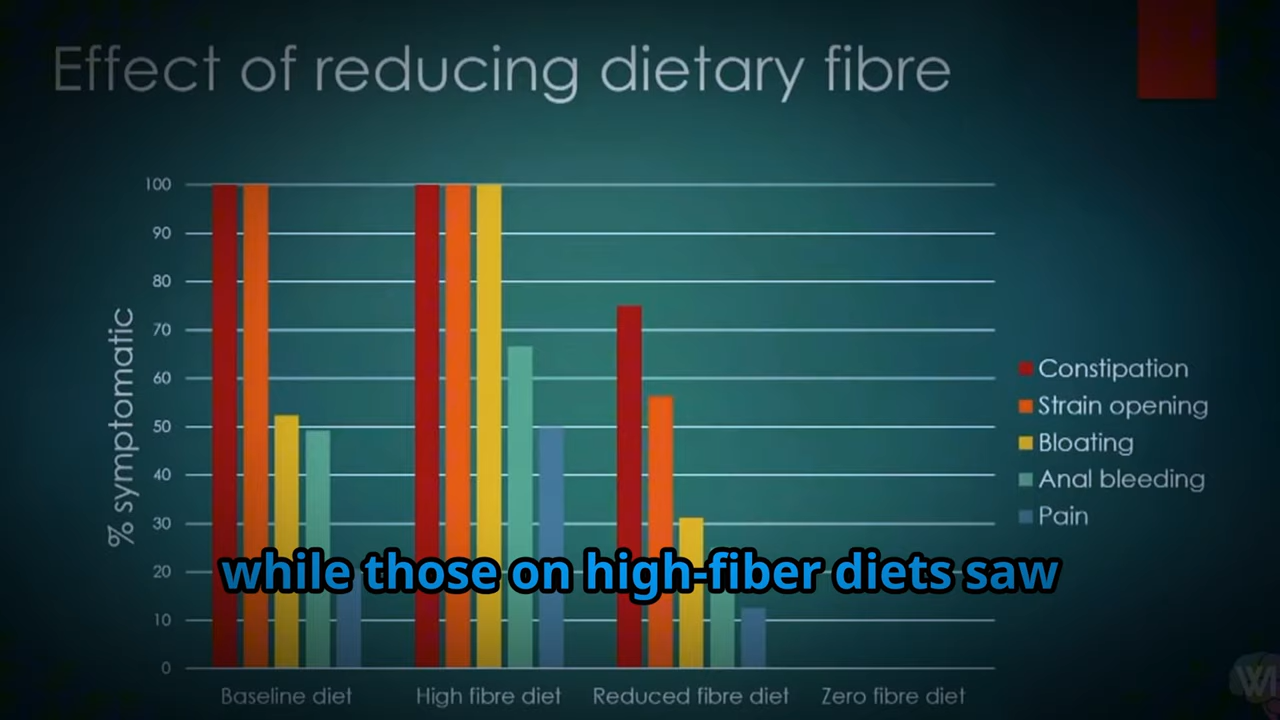 Effect of reducing dietary fibre
% symptomatic
100
90
80
70
60
50
40
30
20
10
0
Baseline diet
High fibre diet
Reduced fibre diet
Zero fibre diet
Constipation
Strain opening
Bloating
Anal bleeding
Pain
while those on high-fiber diets saw